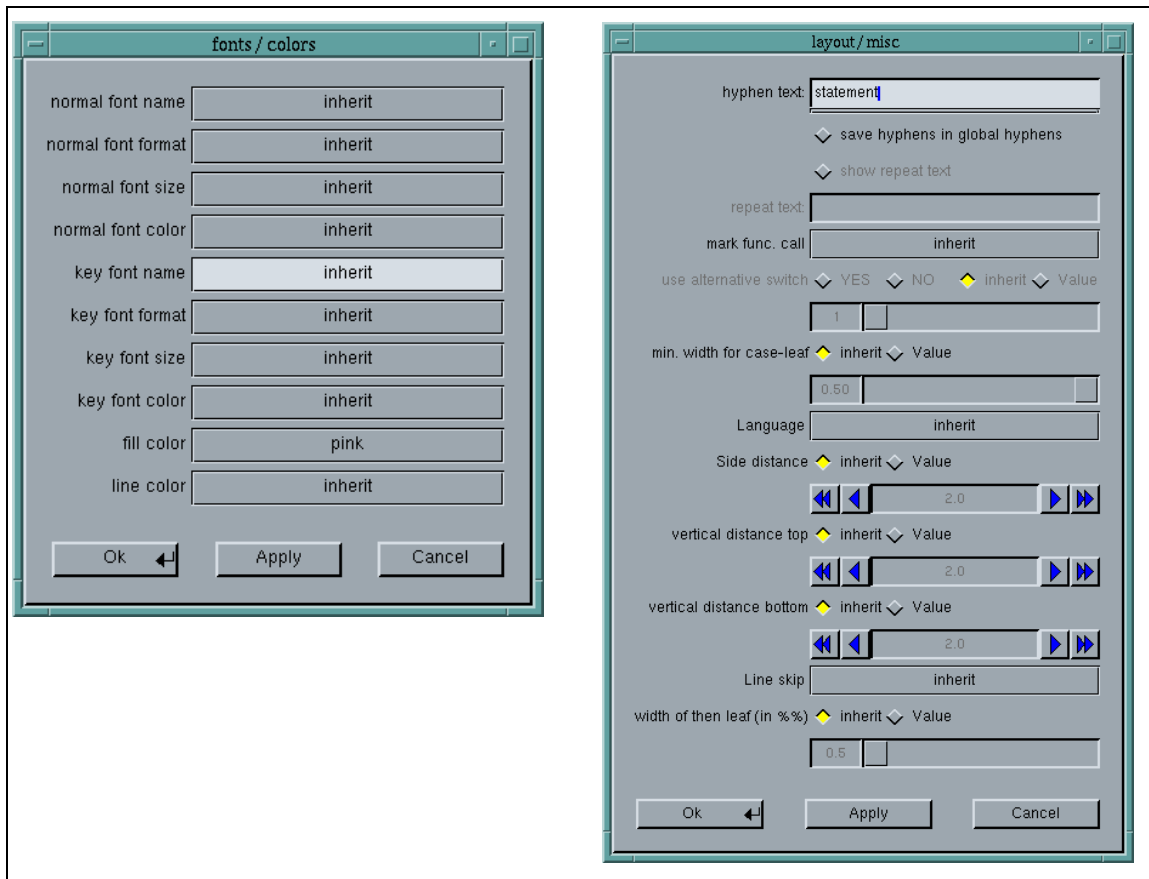 fonts / colors
normal font name inherit
normal font format inherit
normal font size inherit
normal font color inherit
key font name inherit
key font format inherit
key font size inherit
key font color inherit
fill color pink
line color inherit
Ok Apply Cancel
layout / misc
hyphen text: statement
save hyphens in global hyphens
show repeat text
repeat text:
mark func. call inherit
use alternative switch YES NO inherit Value
1
min. width for case-leaf inherit Value
0.50
Language inherit
Side distance inherit Value
2.0
vertical distance top inherit Value
2.0
vertical distance bottom inherit Value
2.0
Line skip inherit
width of then leaf (in %%) inherit Value
0.5
Ok Apply Cancel